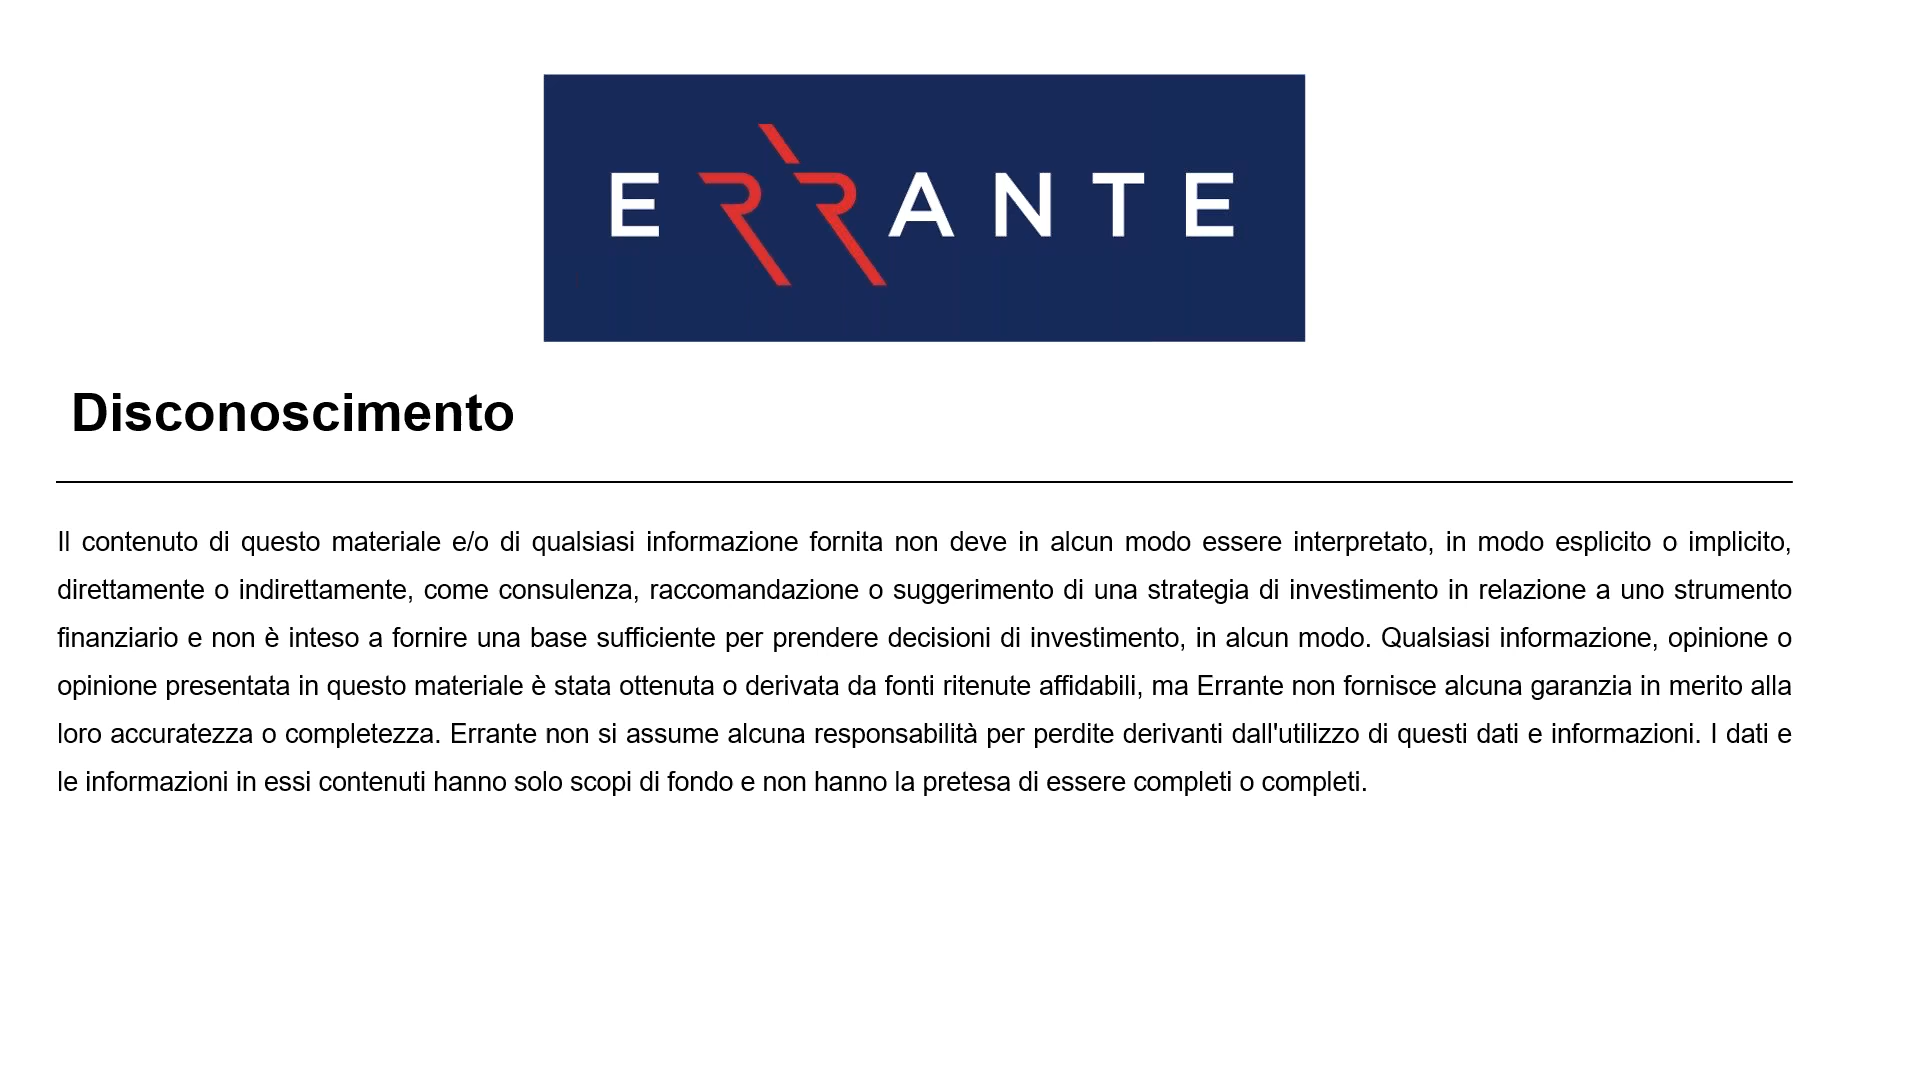 ERRANTE
Disconoscimento
Il contenuto di questo materiale e/o di qualsiasi informazione fornita non deve in alcun modo essere interpretato, in modo esplicito o implicito,
direttamente o indirettamente, come consulenza, raccomandazione o suggerimento di una strategia di investimento in relazione a uno strumento
finanziario e non è inteso a fornire una base sufficiente per prendere decisioni di investimento, in alcun modo. Qualsiasi informazione, opinione o
opinione presentata in questo materiale è stata ottenuta o derivata da fonti ritenute affidabili, ma Errante non fornisce alcuna garanzia in merito alla
loro accuratezza o completezza. Errante non si assume alcuna responsabilità per perdite derivanti dall'utilizzo di questi dati e informazioni. I dati e
le informazioni in essi contenuti hanno solo scopi di fondo e non hanno la pretesa di essere completi o completi.